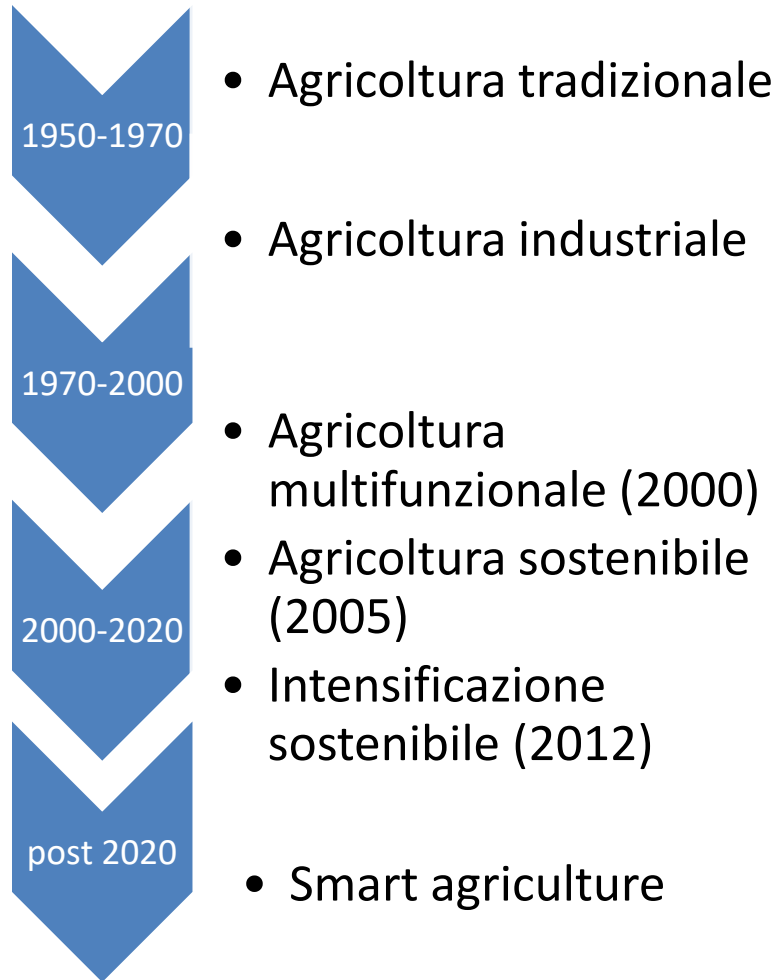 1950-1970
• Agricoltura tradizionale
• Agricoltura industriale
1970-2000
• Agricoltura
multifunzionale (2000)
• Agricoltura sostenibile
(2005)
2000-2020
• Intensificazione
sostenibile (2012)
post 2020
• Smart agriculture